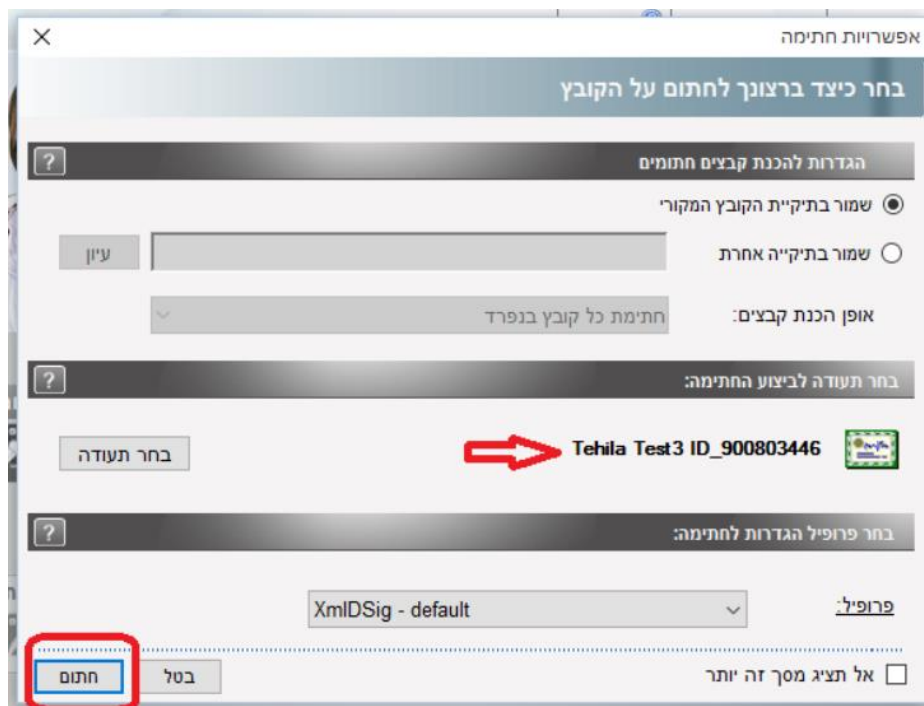 אפשרויות חתימה
בחר כיצד ברצונך לחתום על הקובץ
הגדרות להכנת קבצים חתומים
?
שמור בתיקיית הקובץ המקורי
שמור בתיקייה אחרת
עיון
אופן הכנת קבצים:
חתימת כל קובץ בנפרד
בחר תעודה לביצוע החתימה:
?
Tehila Test3 ID_900803446
בחר תעודה
בחר פרופיל הגדרות לחתימה:
?
פרופיל:
XmlDSig - default
אל תציג מסך זה יותר
בטל
חתום